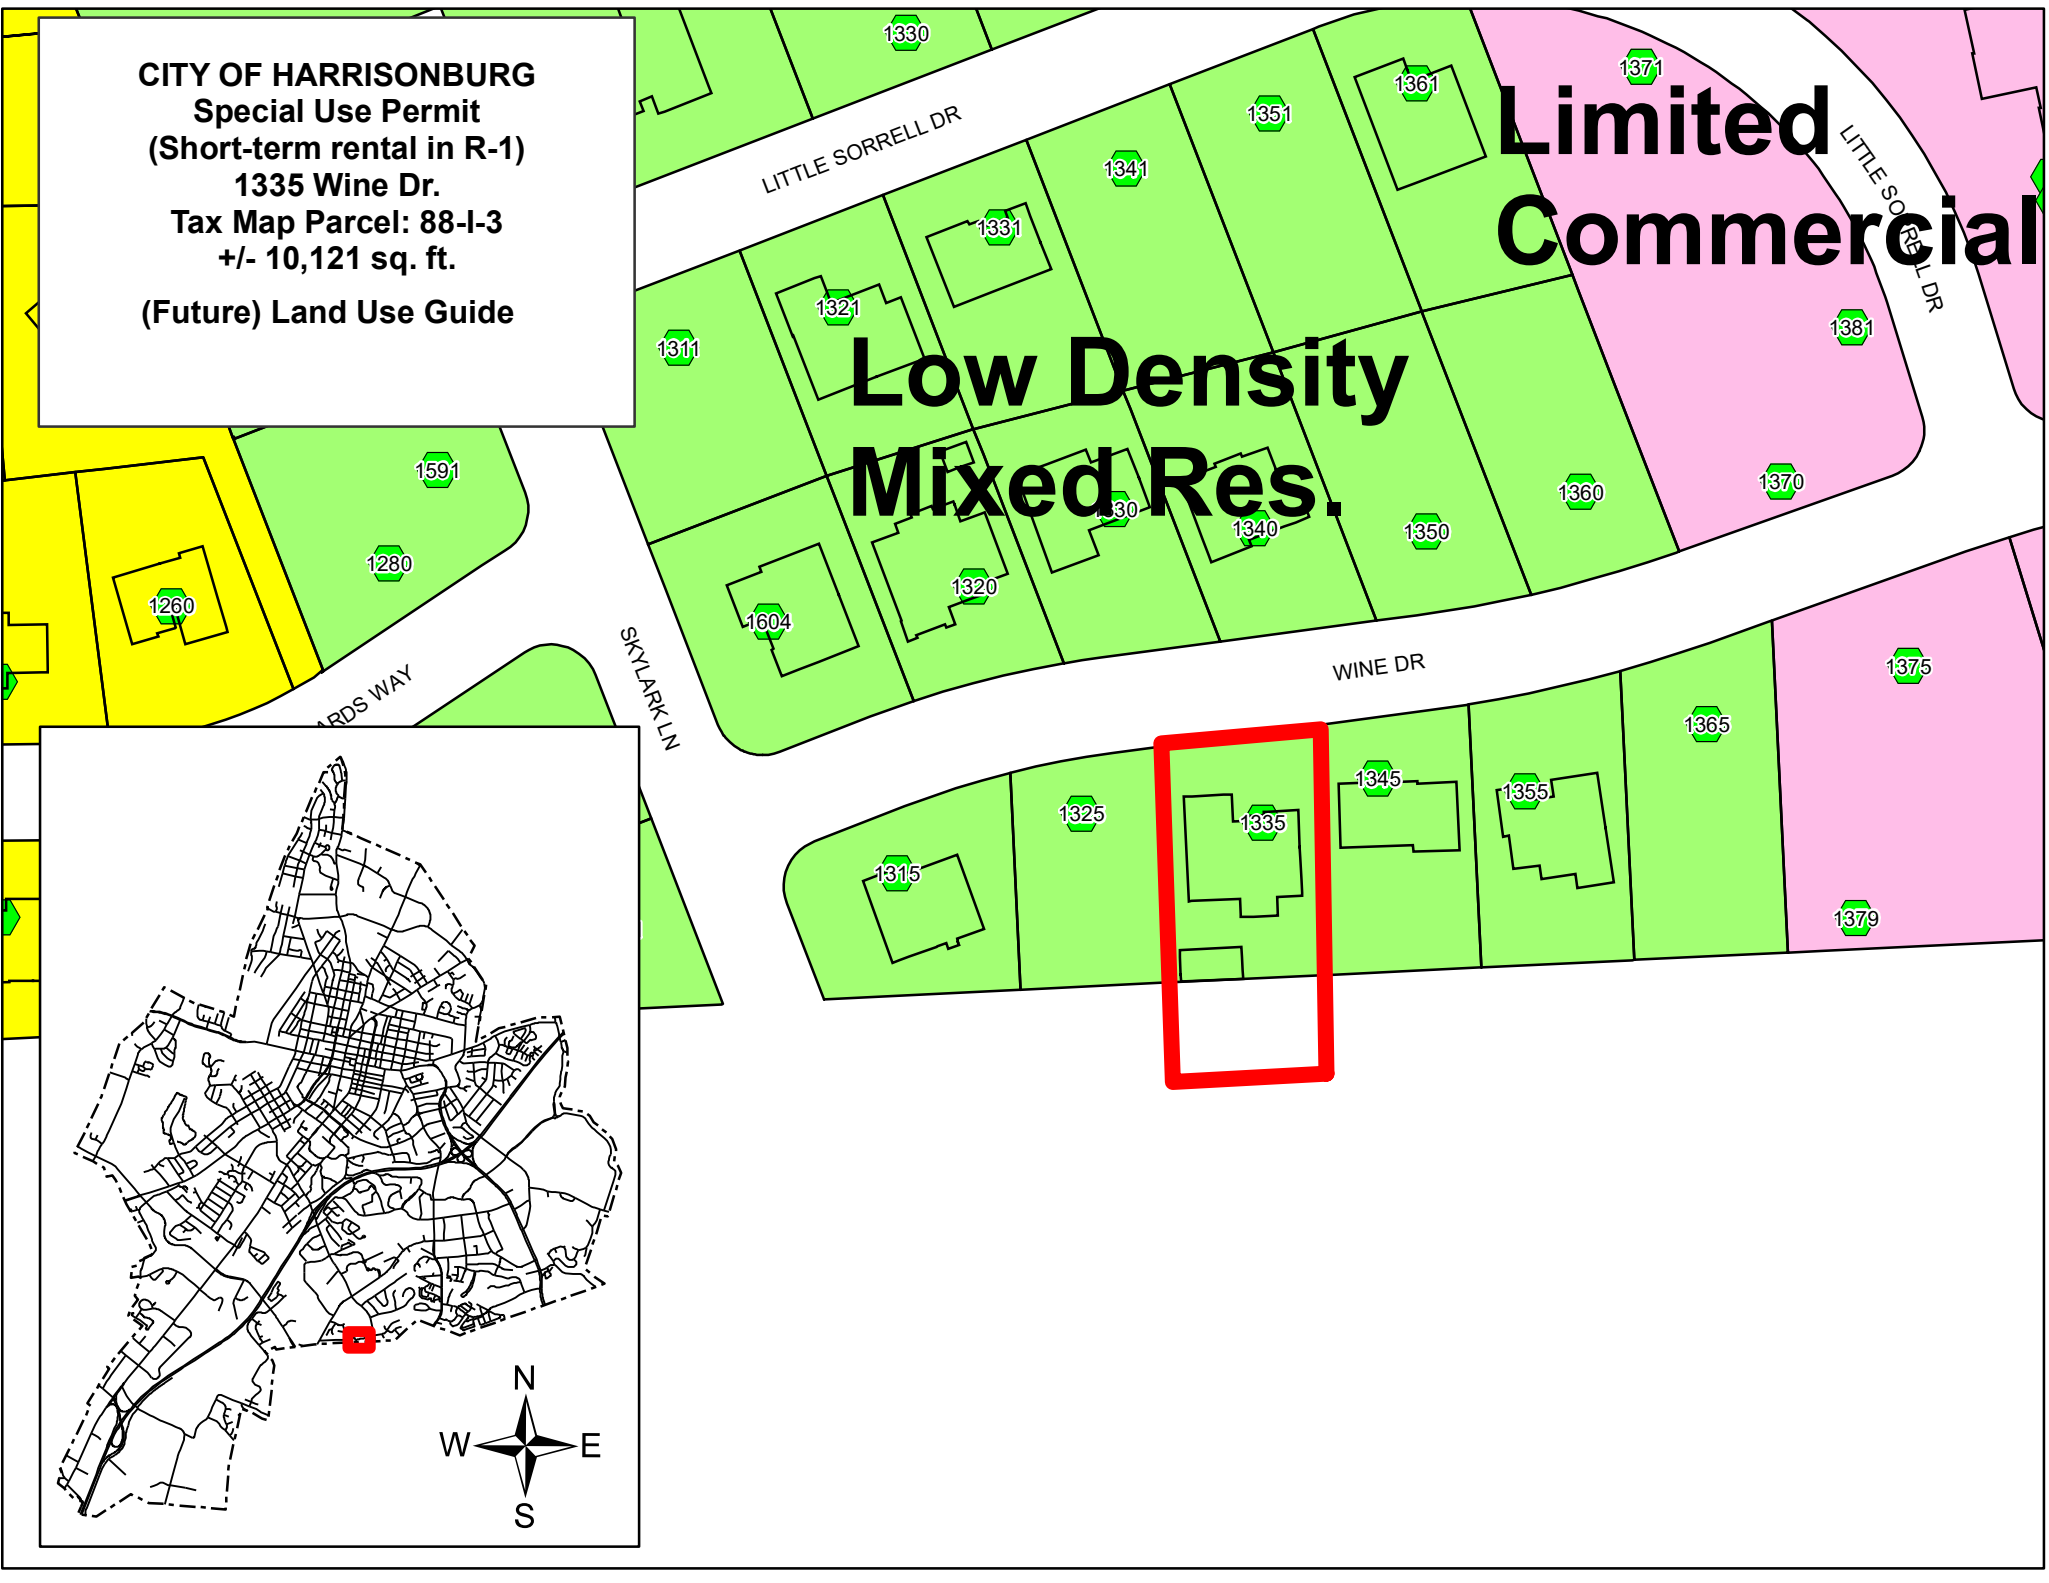 CITY OF HARRISONBURG
Special Use Permit
(Short-term rental in R-1)
1335 Wine Dr.
Tax Map Parcel: 88-I-3
+/- 10,121 sq. ft.
(Future) Land Use Guide
1330
LITTLE SORRELL DR
1361
1351
1341
1331
1321
1311
1371
Limited
Commercial
LITTLE SORRELL DR
1381
Low Density
Mixed Res.
1591
1280
1260
1604
1320
1330
1340
1350
1360
1370
ARDS WAY
SKYLARK LN
WINE DR
1315
1325
1335
1345
1355
1365
1375
1379
N
W
E
S